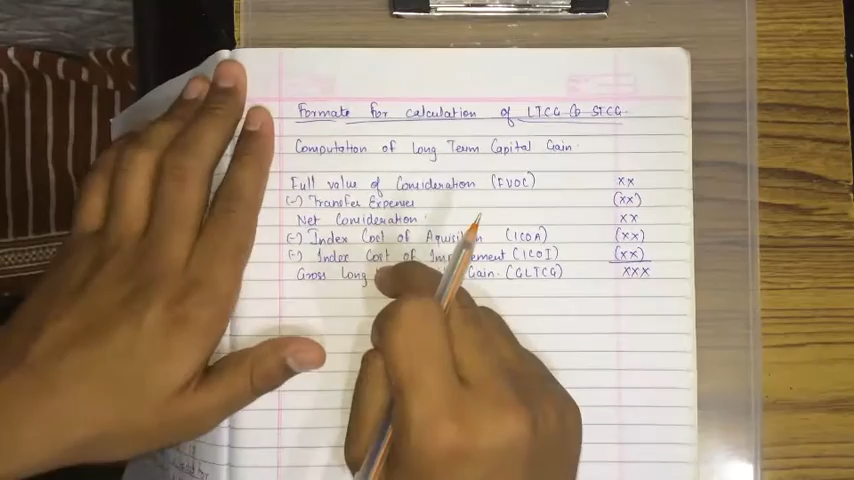 Formate for calculation of LTCG & STCG.
Computation of Long Term Capital Gain.
Full value of Consideration (FVOC) xx
(-) Transfer Expenses (xx)
Net Consideration. xx
(-) Index Cost of Aquisition (ICOA) (xx)
(-) Index Cost of (ICOI) (xx)
Gross Long Gain. (GLTCG) xxx